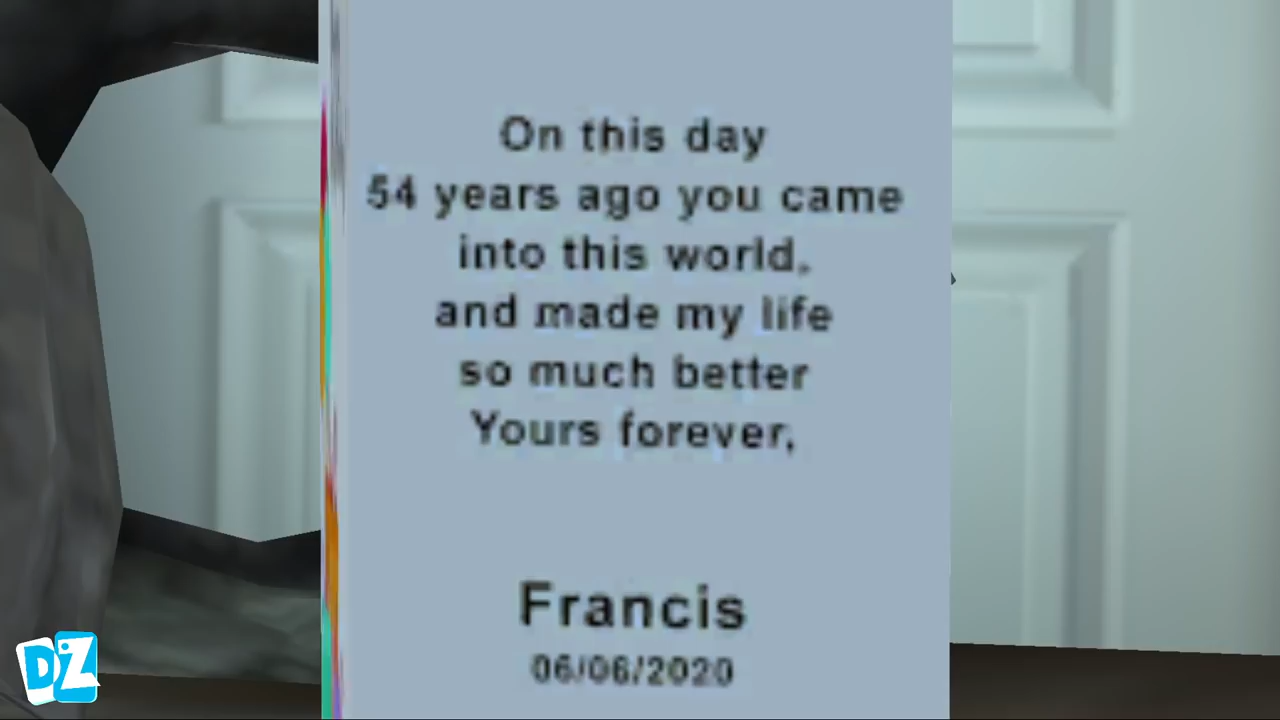 On this day
54 years ago you came
into this world,
and made my life
so much better
Yours forever,
Francis
06/06/2020
DZ